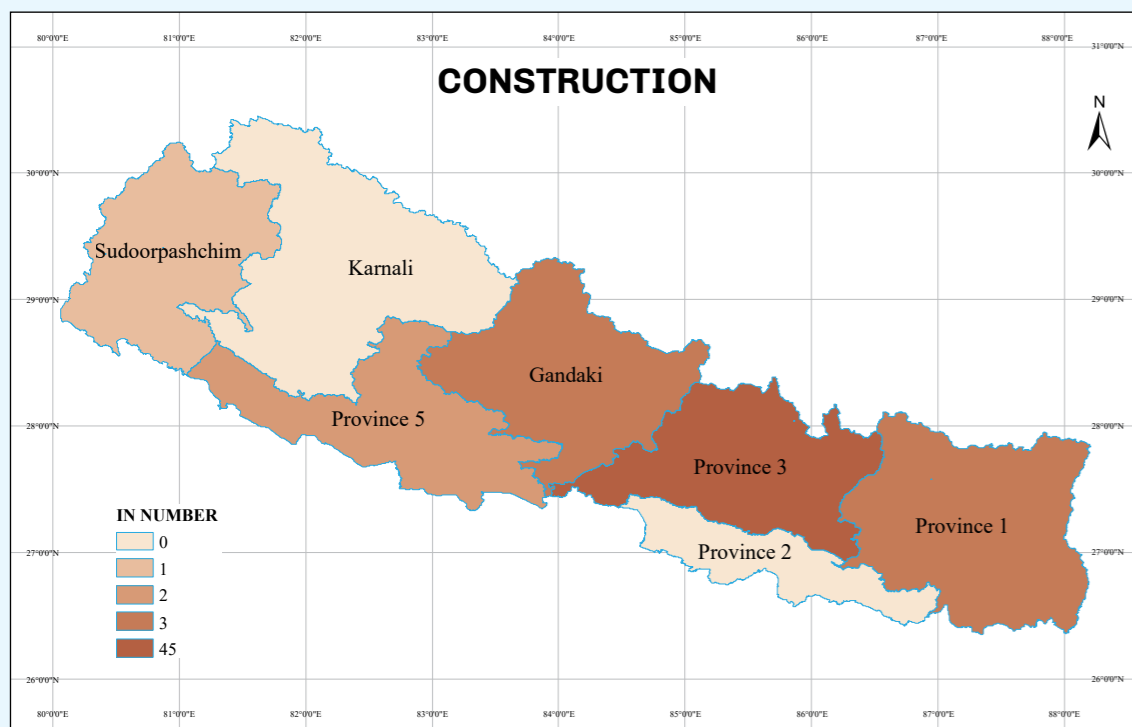 80°0'0"E 81°0'0"E 82°0'0"E 83°0'0"E 84°0'0"E 85°0'0"E 86°0'0"E 87°0'0"E 88°0'0"E
31°0'0"N
CONSTRUCTION
N
30°0'0"N 30°0'0"N
Sudoorpashchim
Karnali
29°0'0"N 29°0'0"N
Gandaki
Province 5
28°0'0"N 28°0'0"N
Province 3
Province 1
Province 2
27°0'0"N 27°0'0"N
IN NUMBER
0
1
2
3
45
26°0'0"N 26°0'0"N
80°0'0"E 81°0'0"E 82°0'0"E 83°0'0"E 84°0'0"E 85°0'0"E 86°0'0"E 87°0'0"E 88°0'0"E